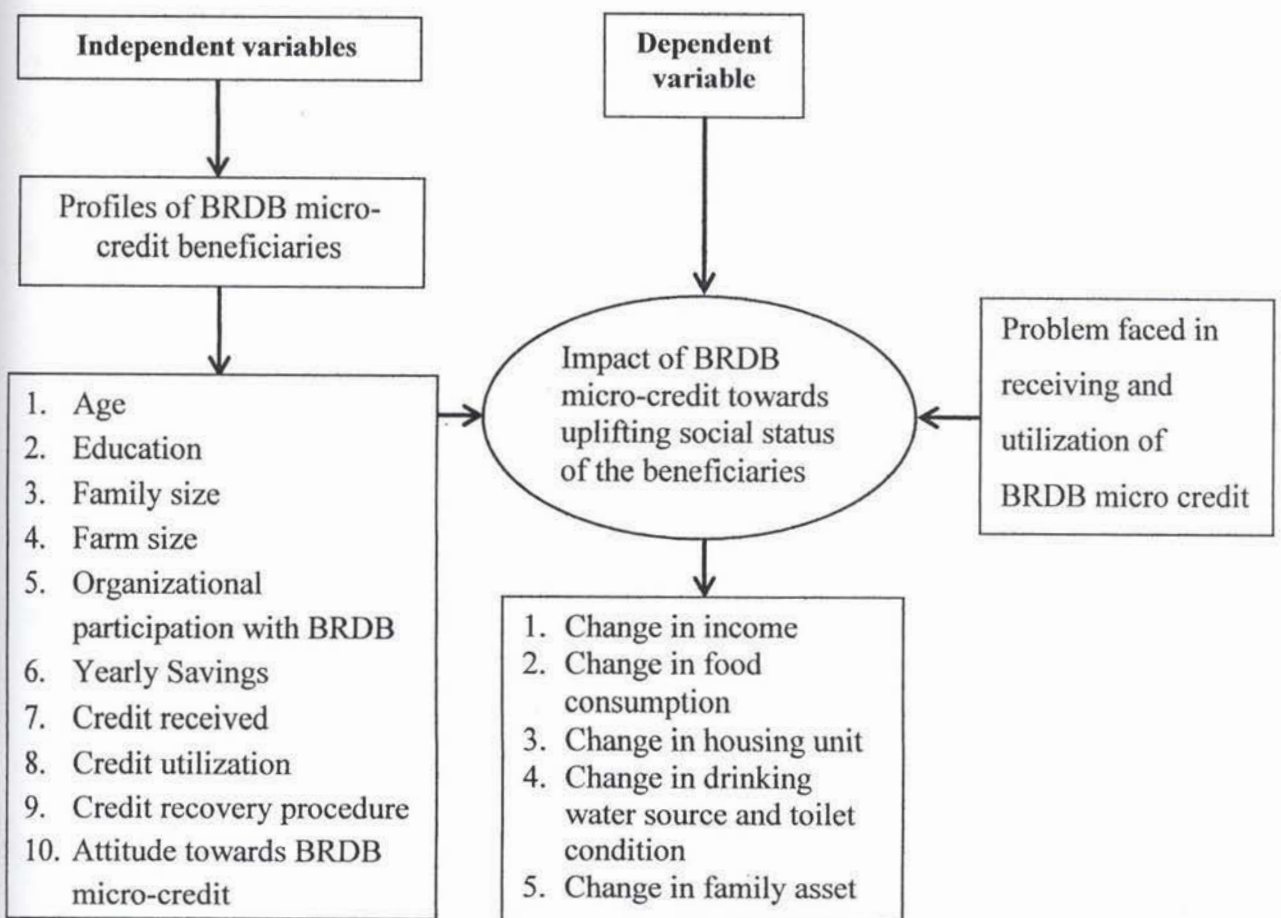 Independent variables
Dependent
variable
Profiles of BRDB micro-
credit beneficiaries
1. Age
2. Education
3. Family size
4. Farm size
5. Organizational
participation with BRDB
6. Yearly Savings
7. Credit received
8. Credit utilization
9. Credit recovery procedure
10. Attitude towards BRDB
micro-credit
Impact of BRDB
micro-credit towards
uplifting social status
of the beneficiaries
Problem faced in
receiving and
utilization of
BRDB micro credit
1. Change in income
2. Change in food
consumption
3. Change in housing unit
4. Change in drinking
water source and toilet
condition
5. Change in family asset